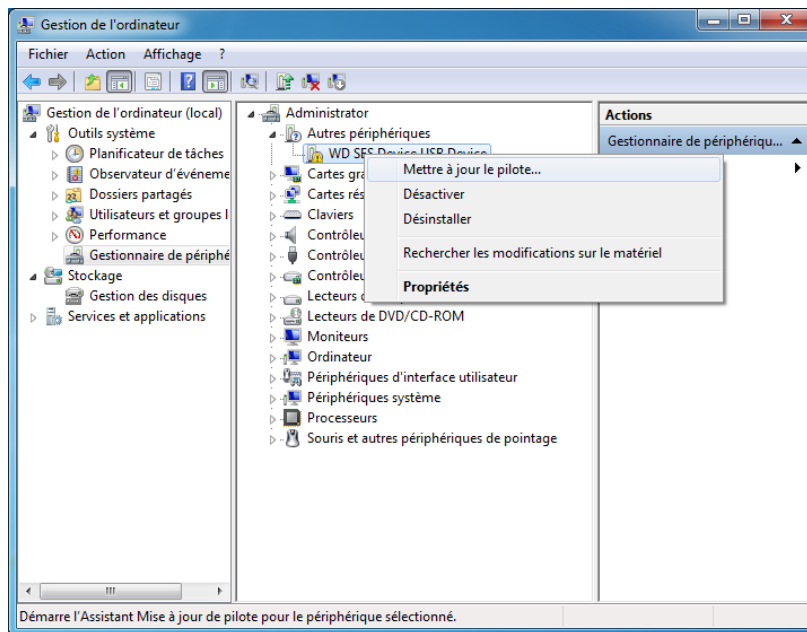 Gestion de l'ordinateur
Fichier Action Affichage ?
Gestion de l'ordinateur (local)
Outils système
Planificateur de tâches
Observateur d'événeme
Dossiers partagés
Utilisateurs et groupes l
Performance
Gestionnaire de périphé
Stockage
Gestion des disques
Services et applications
Administrator
Autres périphériques
WD SES Device USB Device
Cartes gra
Cartes rés
Claviers
Contrôleu
Contrôleu
Contrôleu
Lecteurs d
Lecteurs de DVD/CD-ROM
Moniteurs
Ordinateur
Périphériques d'interface utilisateur
Périphériques système
Processeurs
Souris et autres périphériques de pointage
Mettre à jour le pilote...
Désactiver
Désinstaller
Rechercher les modifications sur le matériel
Propriétés
Actions
Gestionnaire de périphériqu...
Démarre l'Assistant Mise à jour de pilote pour le périphérique sélectionné.